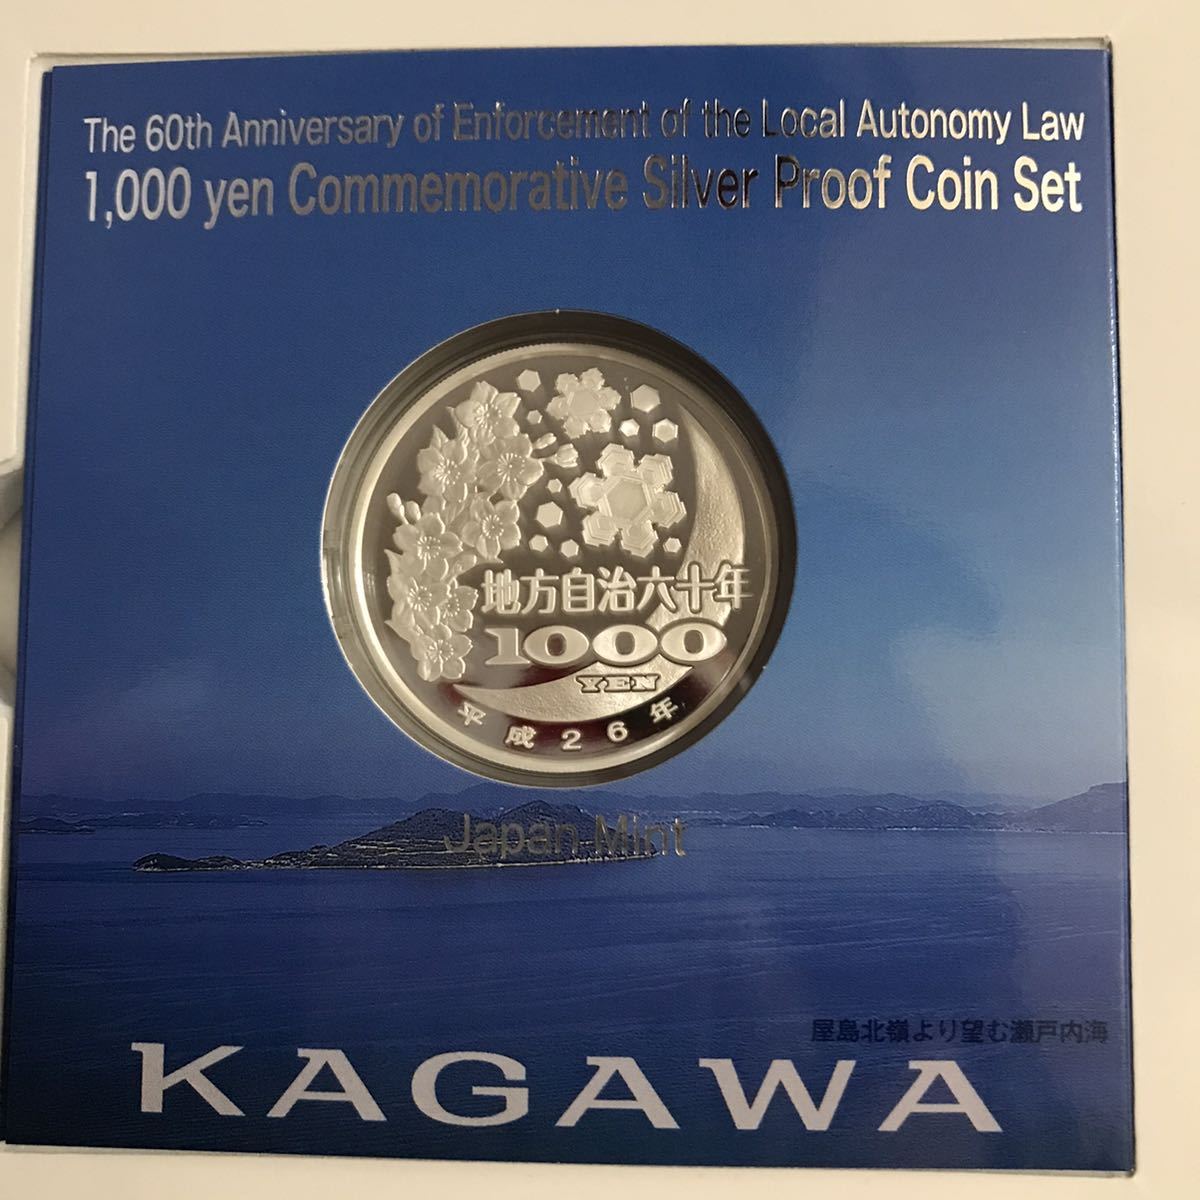 The 60th Anniversary of Enforcement of the Local Autonomy Law
1,000 yen Commemorative Silver Proof Coin Set
地方自治六十年
1000
YEN
平成26年
Japan Mint
屋島北嶺より望む瀬戸内海
KAGAWA